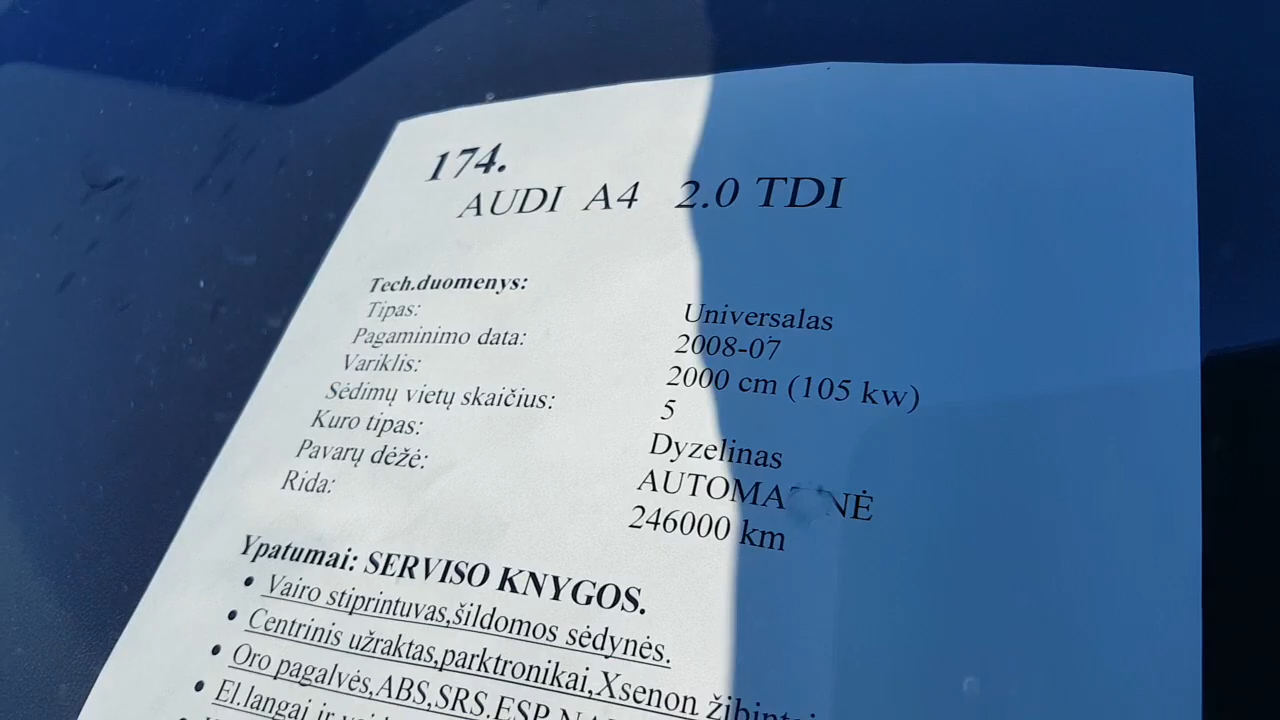 174.
AUDI A4 2.0 TDI
Tech.duomenys:
Tipas: Universalas
Pagaminimo data: 2008-07
Variklis: 2000 cm (105 kw)
Sėdimų vietų skaičius: 5
Kuro tipas: Dyzelinas
Pavarų dėžė:
Rida: 246000 km
Ypatumai: SERVISO KNYGOS.
• Vairo stiprintuvas,šildomos sėdynės.
• Centrinis užraktas,parktronikai,Xsenon
• Oro pagalvės,ABS,SRS.ESP
• El.langai ir